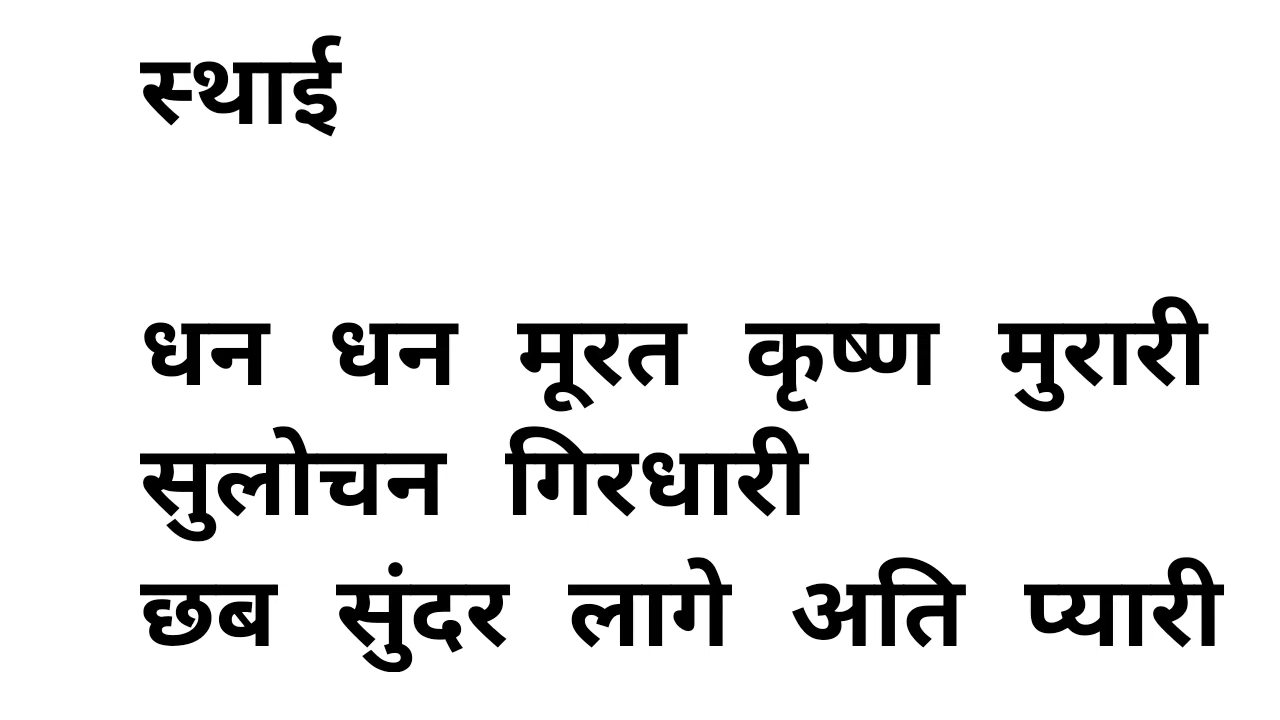 स्थाई
धन धन मूरत कृष्ण मुरारी
सुलोचन गिरधारी
छब सुंदर लागे अति प्यारी